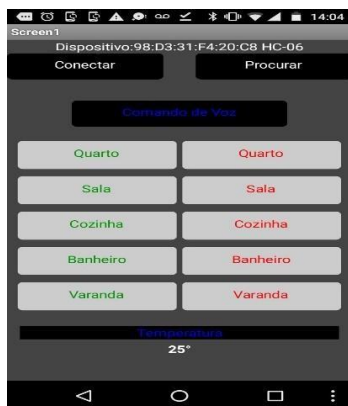 14:04
Screen1
Dispositivo:98:D3:31:F4:20:C8 HC-06
Conectar Procurar
Comando de Voz
Quarto Quarto
Sala Sala
Cozinha Cozinha
Banheiro Banheiro
Varanda Varanda
Temperatura
25°